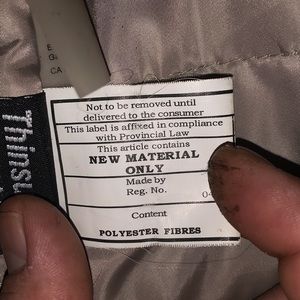 E
CA
Not to be removed until
delivered to the consumer
This label is affixed in compliance
with Provincial Law
This article contains
NEW MATERIAL
ONLY
Made by
Reg. No.
Content
POLYESTER FIBRES